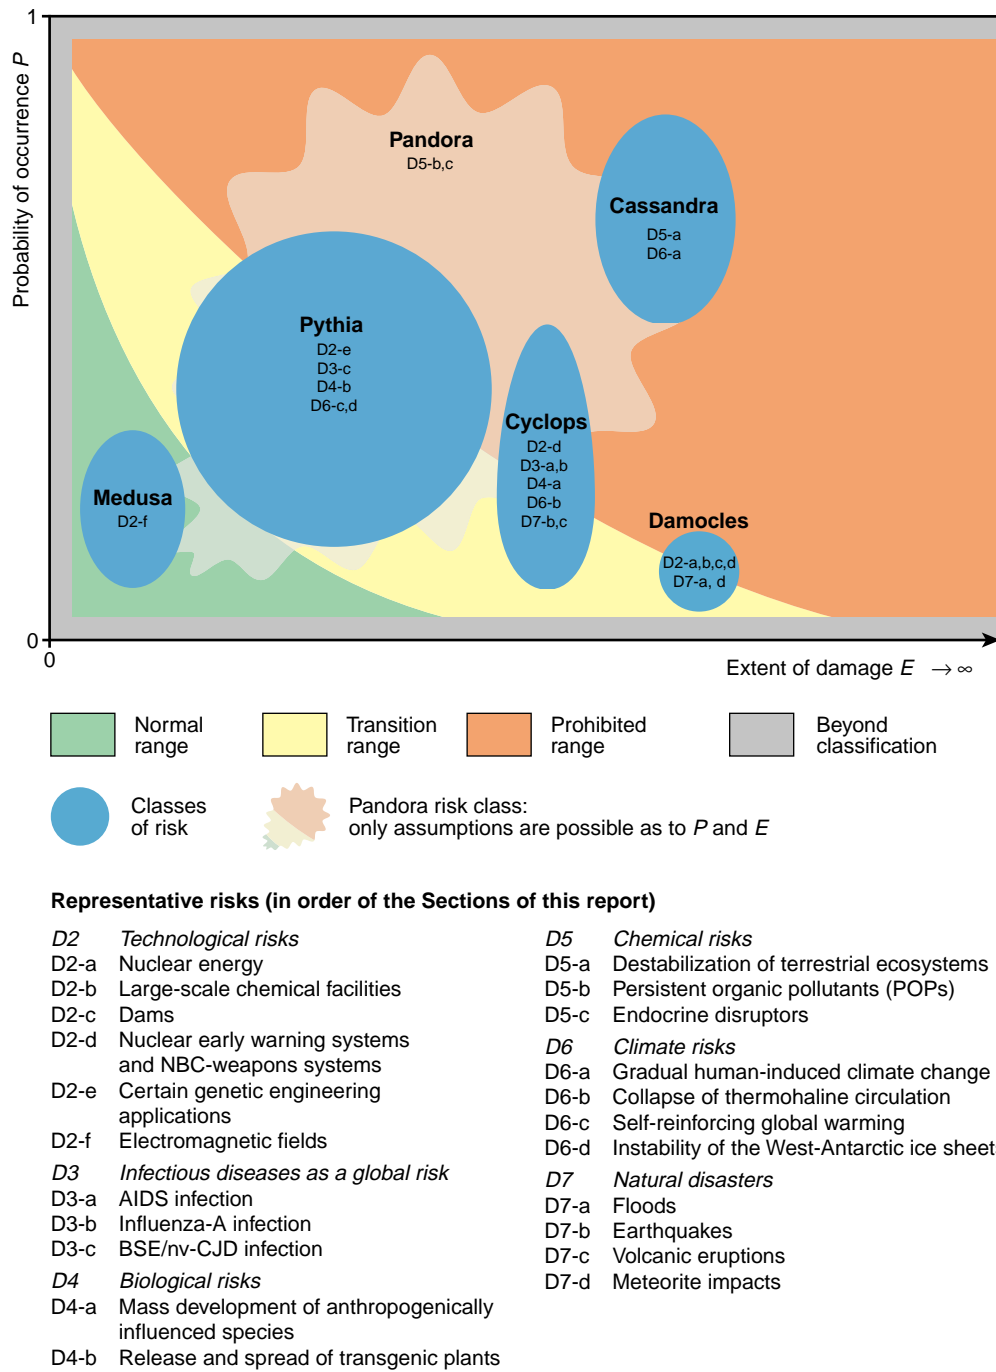 1
Probability of occurrence P
Pandora
D5-b,c
Cassandra
D5-a
D6-a
Pythia
D2-e
D3-c
D4-b
D6-c,d
Cyclops
D2-d
D3-a,b
D4-a
D6-b
D7-b,c
Medusa
D2-f
Damocles
D2-a,b,c,d
D7-a, d
0
0
Extent of damage E → ∞
Normal
range
Transition
range
Prohibited
range
Beyond
classification
Classes
of risk
Pandora risk class:
only assumptions are possible as to P and E
Representative risks (in order of the Sections of this report)
D2 Technological risks
D2-a Nuclear energy
D2-b Large-scale chemical facilities
D2-c Dams
D2-d Nuclear early warning systems
and NBC-weapons systems
D2-e Certain genetic engineering
applications
D2-f Electromagnetic fields
D3 Infectious diseases as a global risk
D3-a AIDS infection
D3-b Influenza-A infection
D3-c BSE/nv-CJD infection
D4 Biological risks
D4-a Mass development of anthropogenically
influenced species
D4-b Release and spread of transgenic plants
D5 Chemical risks
D5-a Destabilization of terrestrial ecosystems
D5-b Persistent organic pollutants (POPs)
D5-c Endocrine disruptors
D6 Climate risks
D6-a Gradual human-induced climate change
D6-b Collapse of thermohaline circulation
D6-c Self-reinforcing global warming
D6-d Instability of the West-Antarctic ice sheets
D7 Natural disasters
D7-a Floods
D7-b Earthquakes
D7-c Volcanic eruptions
D7-d Meteorite impacts